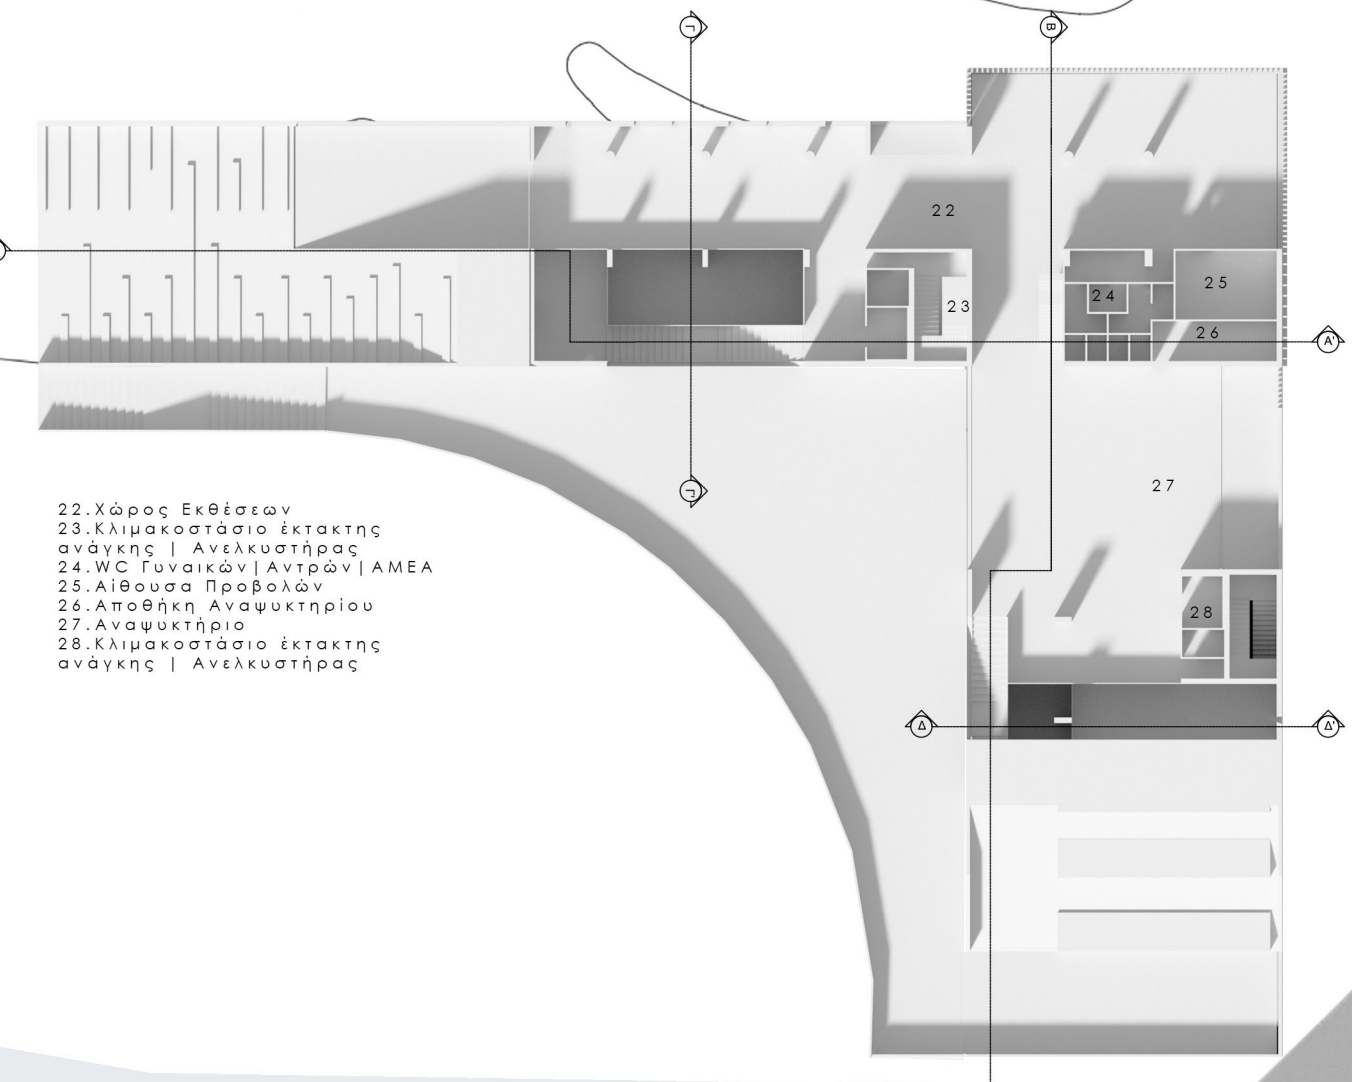 Γ
Β
22
25
24
23
26
Α'
27
Γ'
22.Χώρος Εκθέσεων
23.Κλιμακοστάσιο έκτακτης
ανάγκης | Ανελκυστήρας
24.WC Γυναικών|Αντρών|ΑΜΕΑ
25.Αίθουσα Προβολών
26.Αποθήκη Αναψυκτηρίου
27.Αναψυκτήριο
28.Κλιμακοστάσιο έκτακτης
ανάγκης | Ανελκυστήρας
28
Δ
Δ'